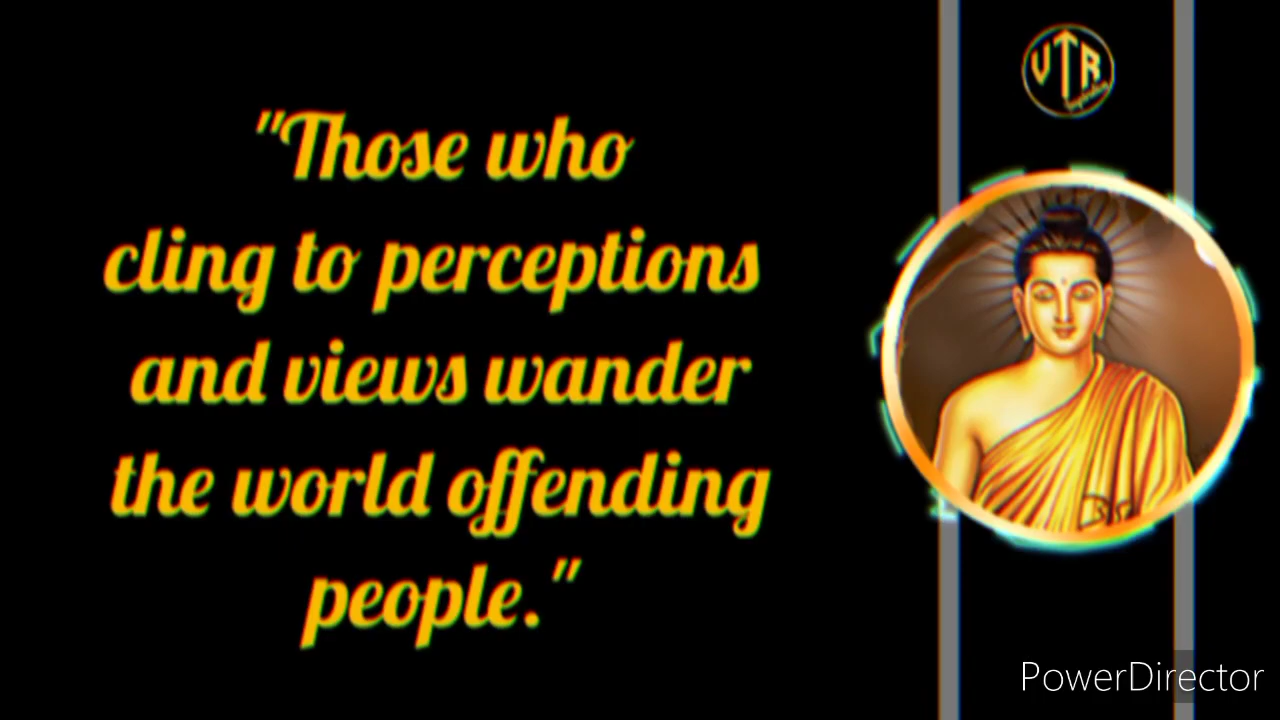 "Those who
cling to perceptions
and views wander
the world offending
people."
VTR
PowerDirector